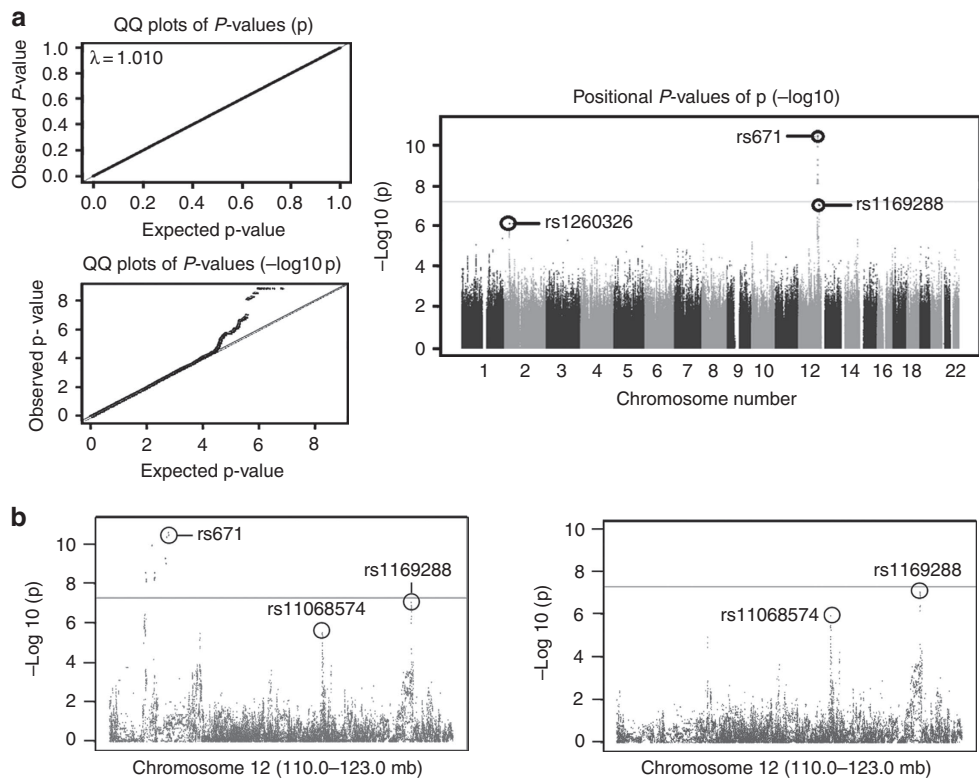 a
QQ plots of P-values (p)
λ = 1.010
1.0
0.8
0.6
0.4
0.2
0.0
Observed P-value
0.0 0.2 0.4 0.6 0.8 1.0
Expected p-value
QQ plots of P-values (–log10 p)
8
6
4
2
0
Observed p- value
0 2 4 6 8
Expected p-value
Positional P-values of p (–log10)
10
8
6
4
2
0
–Log10 (p)
rs671
rs1169288
rs1260326
1 2 3 4 5 6 7 8 9 10 12 14 16 18 22
Chromosome number
b
10
8
6
4
2
0
–Log 10 (p)
rs671
rs1169288
rs11068574
Chromosome 12 (110.0–123.0 mb)
10
8
6
4
2
0
–Log 10 (p)
rs1169288
rs11068574
Chromosome 12 (110.0–123.0 mb)